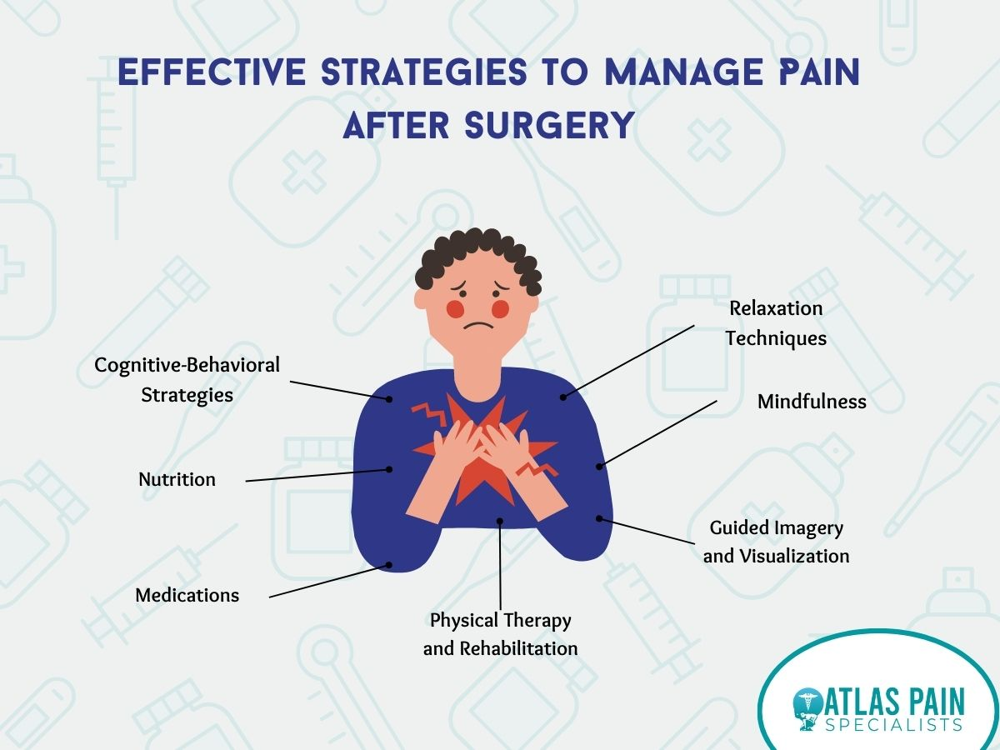 EFFECTIVE STRATEGIES TO MANAGE PAIN
AFTER SURGERY
Relaxation
Techniques
Cognitive-Behavioral
Strategies
Mindfulness
Nutrition
Guided Imagery
and Visualization
Medications
Physical Therapy
and Rehabilitation
ATLAS PAIN
SPECIALISTS